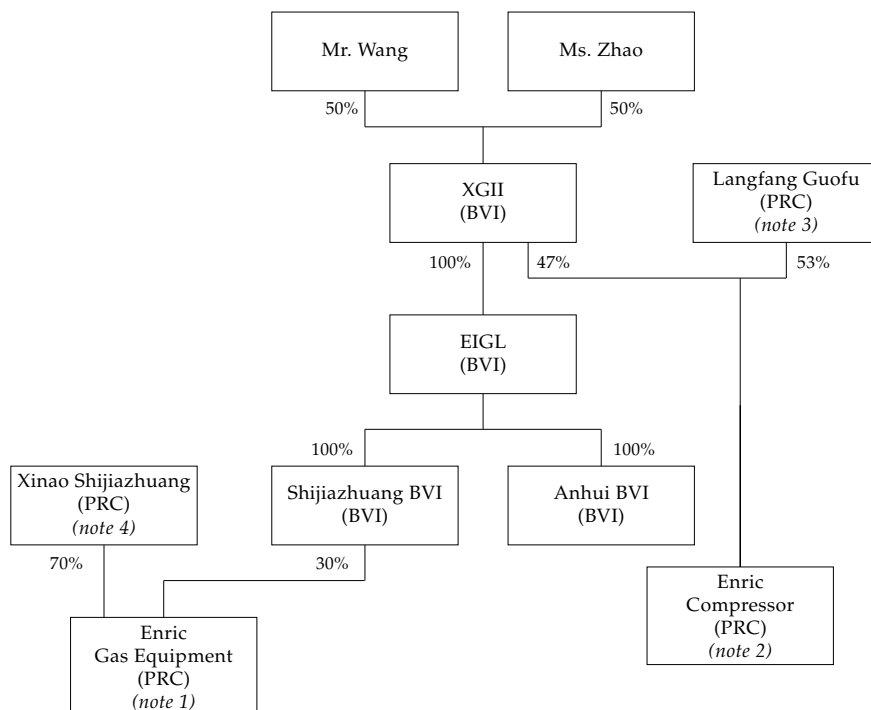 Mr. Wang
Ms. Zhao
50%
50%
XGII
(BVI)
Langfang Guofu
(PRC)
(note 3)
100%
47%
53%
EIGL
(BVI)
100%
100%
Xinao Shijiazhuang
(PRC)
(note 4)
Shijiazhuang BVI
(BVI)
Anhui BVI
(BVI)
70%
30%
Enric
Compressor
(PRC)
(note 2)
Enric
Gas Equipment
(PRC)
(note 1)